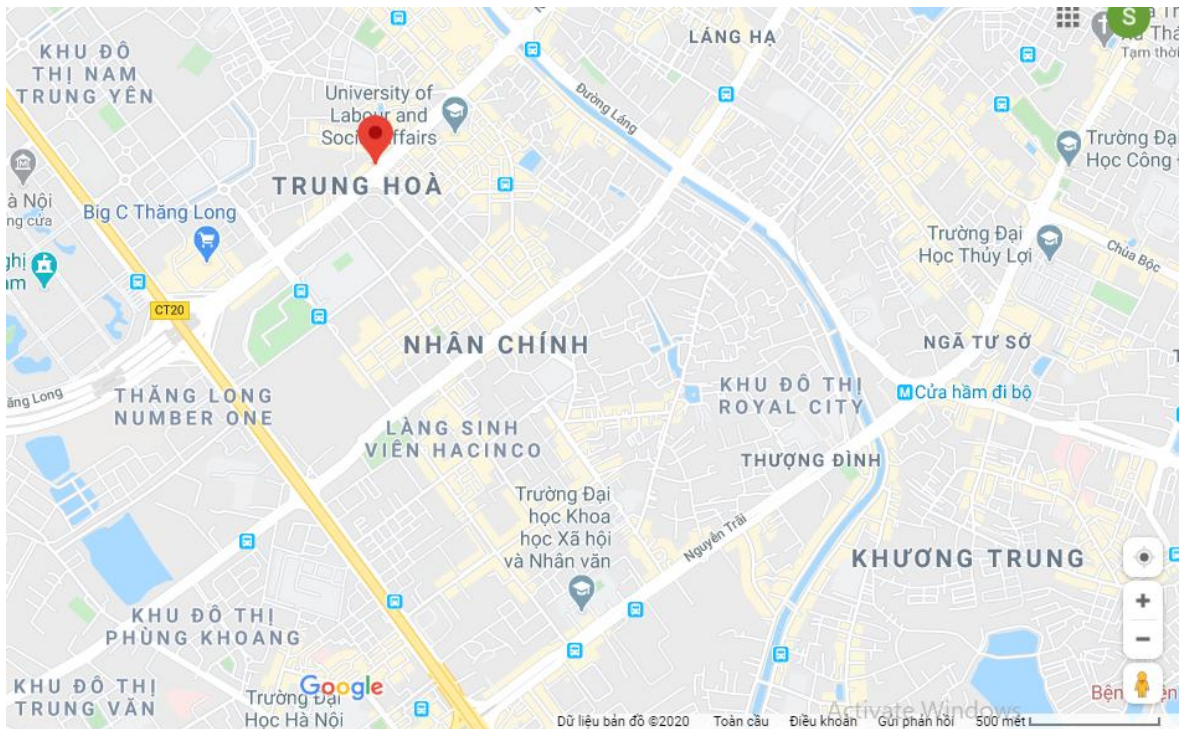 KHU ĐÔ
THỊ NAM
TRUNG YÊN
LÁNG HẠ
S
Tạm thời
University of
Labour and
Social Affairs
Đường Láng
Trường Đại
Học Công
TRUNG HOÀ
à Nội
ng cửa
Big C Thăng Long
Trường Đại
Học Thủy Lợi
Chùa Bộc
CT20
NHÂN CHÍNH
NGÃ TƯ SỞ
THĂNG LONG
NUMBER ONE
ăng Long
KHU ĐÔ THỊ
ROYAL CITY
M Cửa hầm đi bộ
LÀNG SINH
VIÊN HACINCO
THƯỢNG ĐÌNH
Trường Đại
học Khoa
học Xã hội
và Nhân văn
Nguyễn Trãi
KHƯƠNG TRUNG
KHU ĐÔ THỊ
PHÙNG KHOANG
KHU ĐÔ THỊ
TRUNG VĂN
Google
Trường Đại
Học Hà Nội
Activate Windows
Dữ liệu bản đồ ©2020 Toàn cầu Điều khoản Gửi phản hồi 500 mét